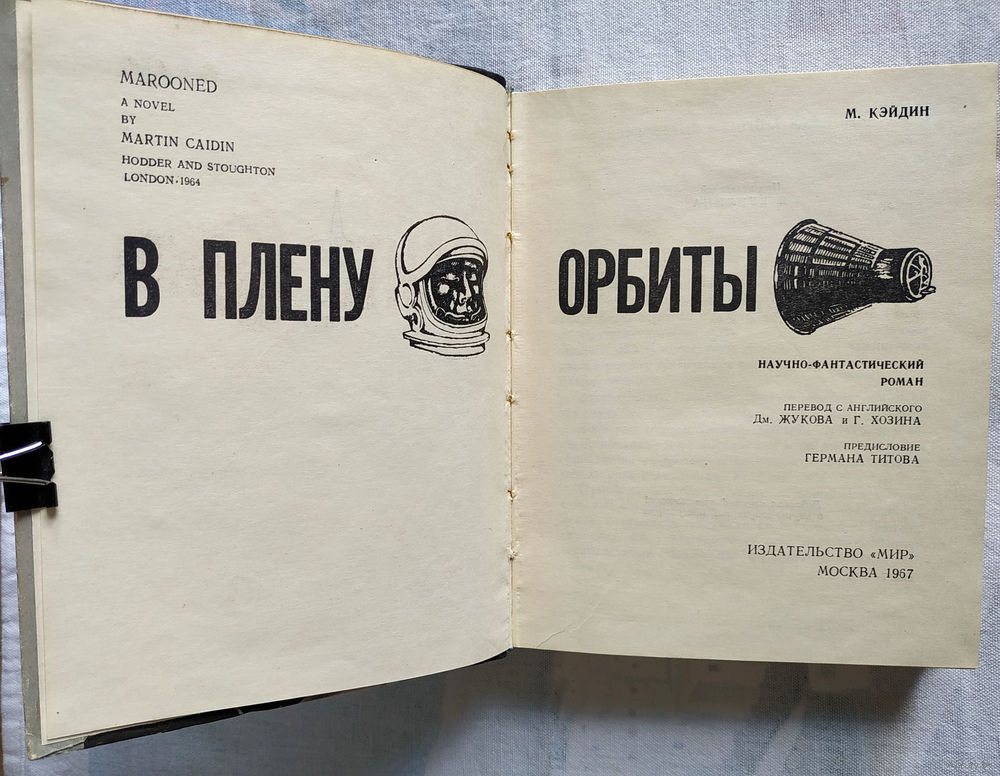 MAROONED
A NOVEL
BY
MARTIN CAIDIN
HODDER AND STOUGHTON
LONDON·1964
В ПЛЕНУ
М. КЭЙДИН
ОРБИТЫ
НАУЧНО-ФАНТАСТИЧЕСКИЙ
РОМАН
ПЕРЕВОД С АНГЛИЙСКОГО
Дм. ЖУКОВА и Г. ХОЗИНА
ПРЕДИСЛОВИЕ
ГЕРМАНА ТИТОВА
ИЗДАТЕЛЬСТВО «МИР»
МОСКВА 1967